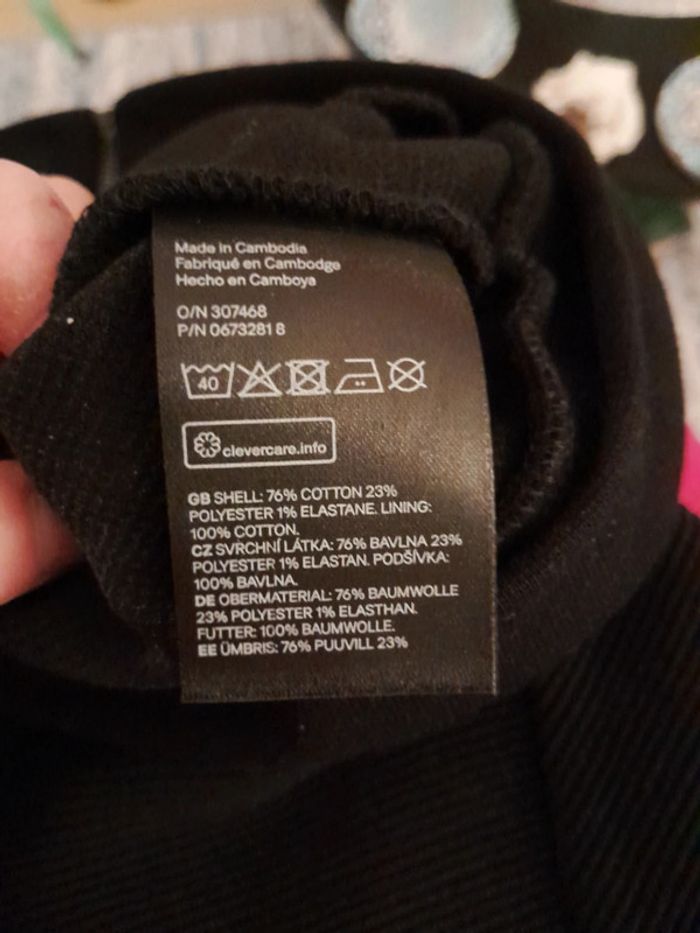 Made in Cambodia
Fabriqué en Cambodge
Hecho en Camboya
O/N 307468
P/N 0673281 8
40
clevercare.info
GB SHELL: 76% COTTON 23%
POLYESTER 1% ELASTANE. LINING:
100% COTTON.
CZ SVRCHNÍ LÁTKA: 76% BAVLNA 23%
POLYESTER 1% ELASTAN. PODŠÍVKA:
100% BAVLNA.
DE OBERMATERIAL: 76% BAUMWOLLE
23% POLYESTER 1% ELASTHAN.
FUTTER: 100% BAUMWOLLE.
EE ÜMBRIS: 76% PUUVILL 23%